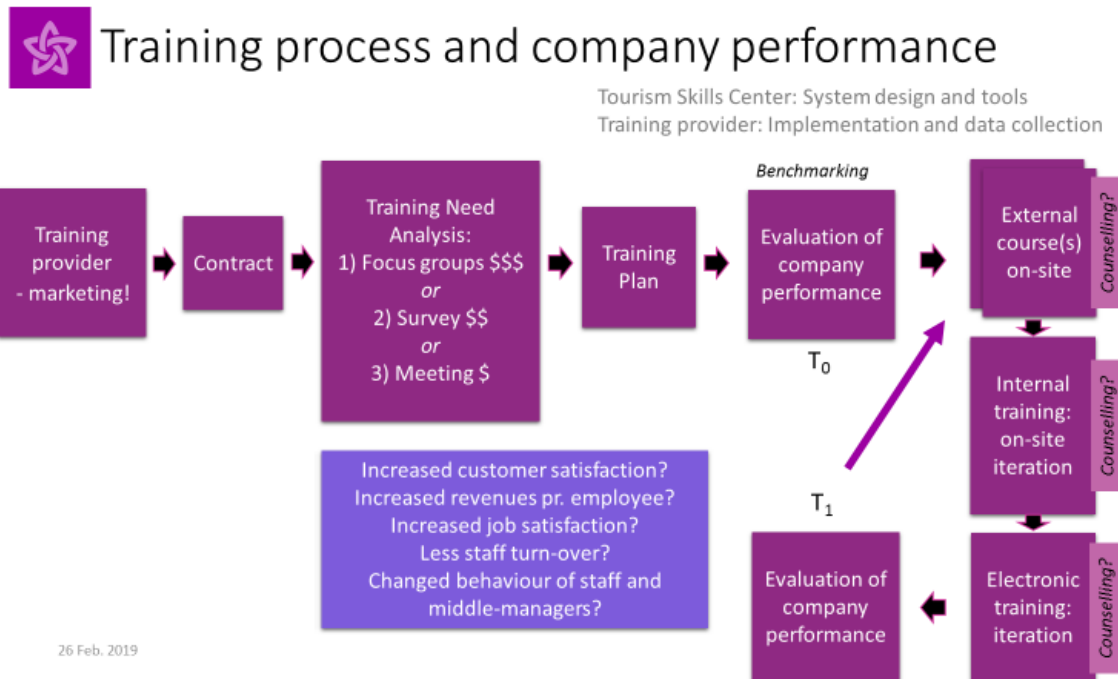 Training process and company performance
Tourism Skills Center: System design and tools
Training provider: Implementation and data collection
Training
provider
- marketing!
Contract
Training Need
Analysis:
1) Focus groups $$$
or
2) Survey $$
or
3) Meeting $
Training
Plan
Benchmarking
Evaluation of
company
performance
T0
External
course(s)
on-site
Counselling?
Internal
training:
on-site
iteration
Counselling?
Electronic
training:
iteration
Counselling?
T1
Evaluation of
company
performance
Increased customer satisfaction?
Increased revenues pr. employee?
Increased job satisfaction?
Less staff turn-over?
Changed behaviour of staff and
middle-managers?
26 Feb. 2019